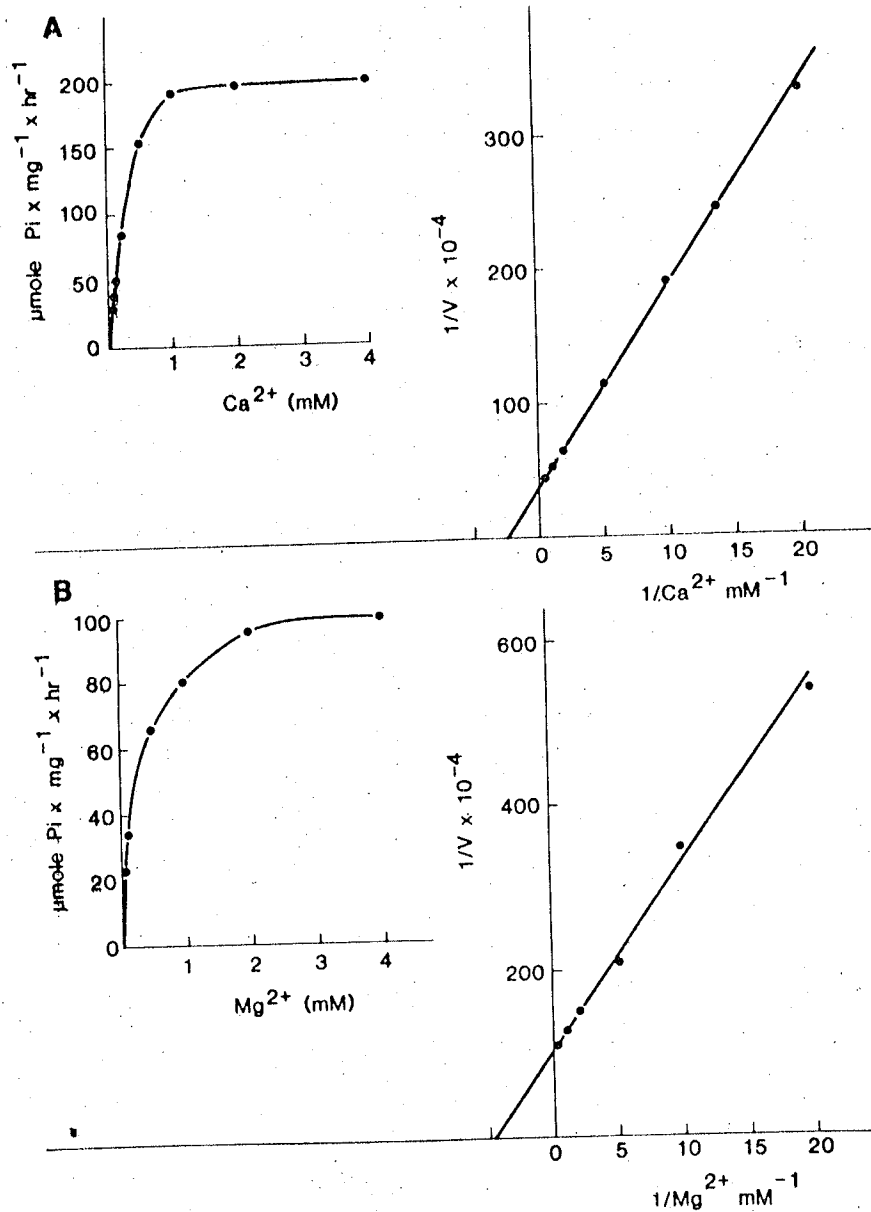 A
μmole Pi x mg⁻¹ x hr⁻¹
200
150
100
50
0
1 2 3 4
Ca²⁺ (mM)
1/V x 10⁻⁴
300
200
100
0 5 10 15 20
1/Ca²⁺ mM⁻¹
B
μmole Pi x mg⁻¹ x hr⁻¹
100
80
60
40
20
0
1 2 3 4
Mg²⁺ (mM)
1/V x 10⁻⁴
600
400
200
0 5 10 15 20
1/Mg²⁺ mM⁻¹